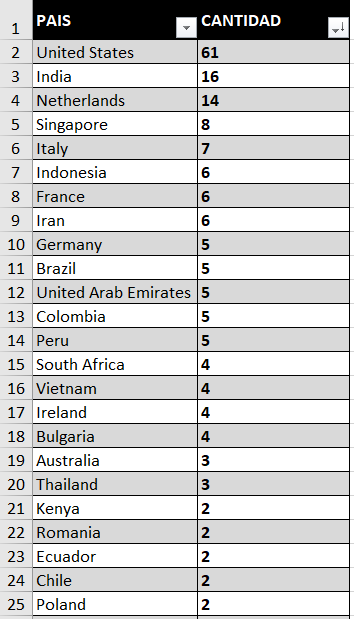 1 PAIS CANTIDAD
2 United States 61
3 India 16
4 Netherlands 14
5 Singapore 8
6 Italy 7
7 Indonesia 6
8 France 6
9 Iran 6
10 Germany 5
11 Brazil 5
12 United Arab Emirates 5
13 Colombia 5
14 Peru 5
15 South Africa 4
16 Vietnam 4
17 Ireland 4
18 Bulgaria 4
19 Australia 3
20 Thailand 3
21 Kenya 2
22 Romania 2
23 Ecuador 2
24 Chile 2
25 Poland 2